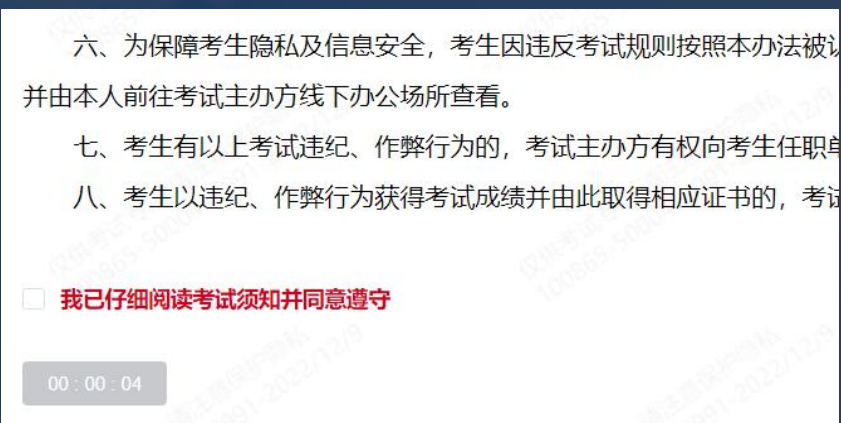 六、为保障考生隐私及信息安全，考生因违反考试规则按照本办法被认
并由本人前往考试主办方线下办公场所查看。
七、考生有以上考试违纪、作弊行为的，考试主办方有权向考生任职单
八、考生以违纪、作弊行为获得考试成绩并由此取得相应证书的，考试
我已仔细阅读考试须知并同意遵守
00 : 00 : 04